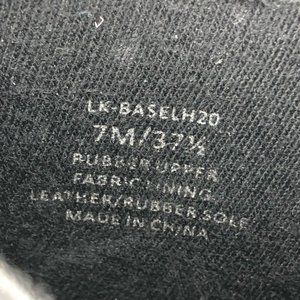 LK-BASELH20
7M/37½
RUBBER UPPER
FABRIC LINING
LEATHER/RUBBER SOLE
MADE IN CHINA